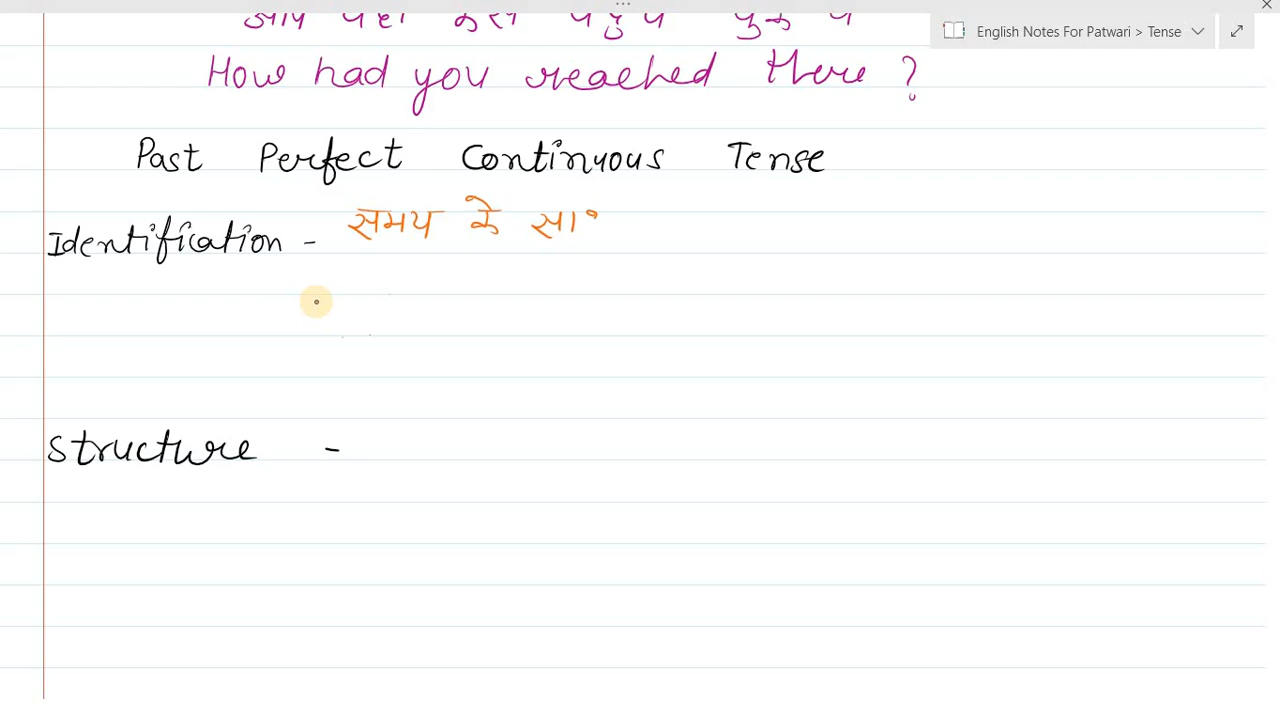 English Notes For Patwari > Tense
How had you reached there ?
Past Perfect Continuous Tense
Identification - समय के
Structure -